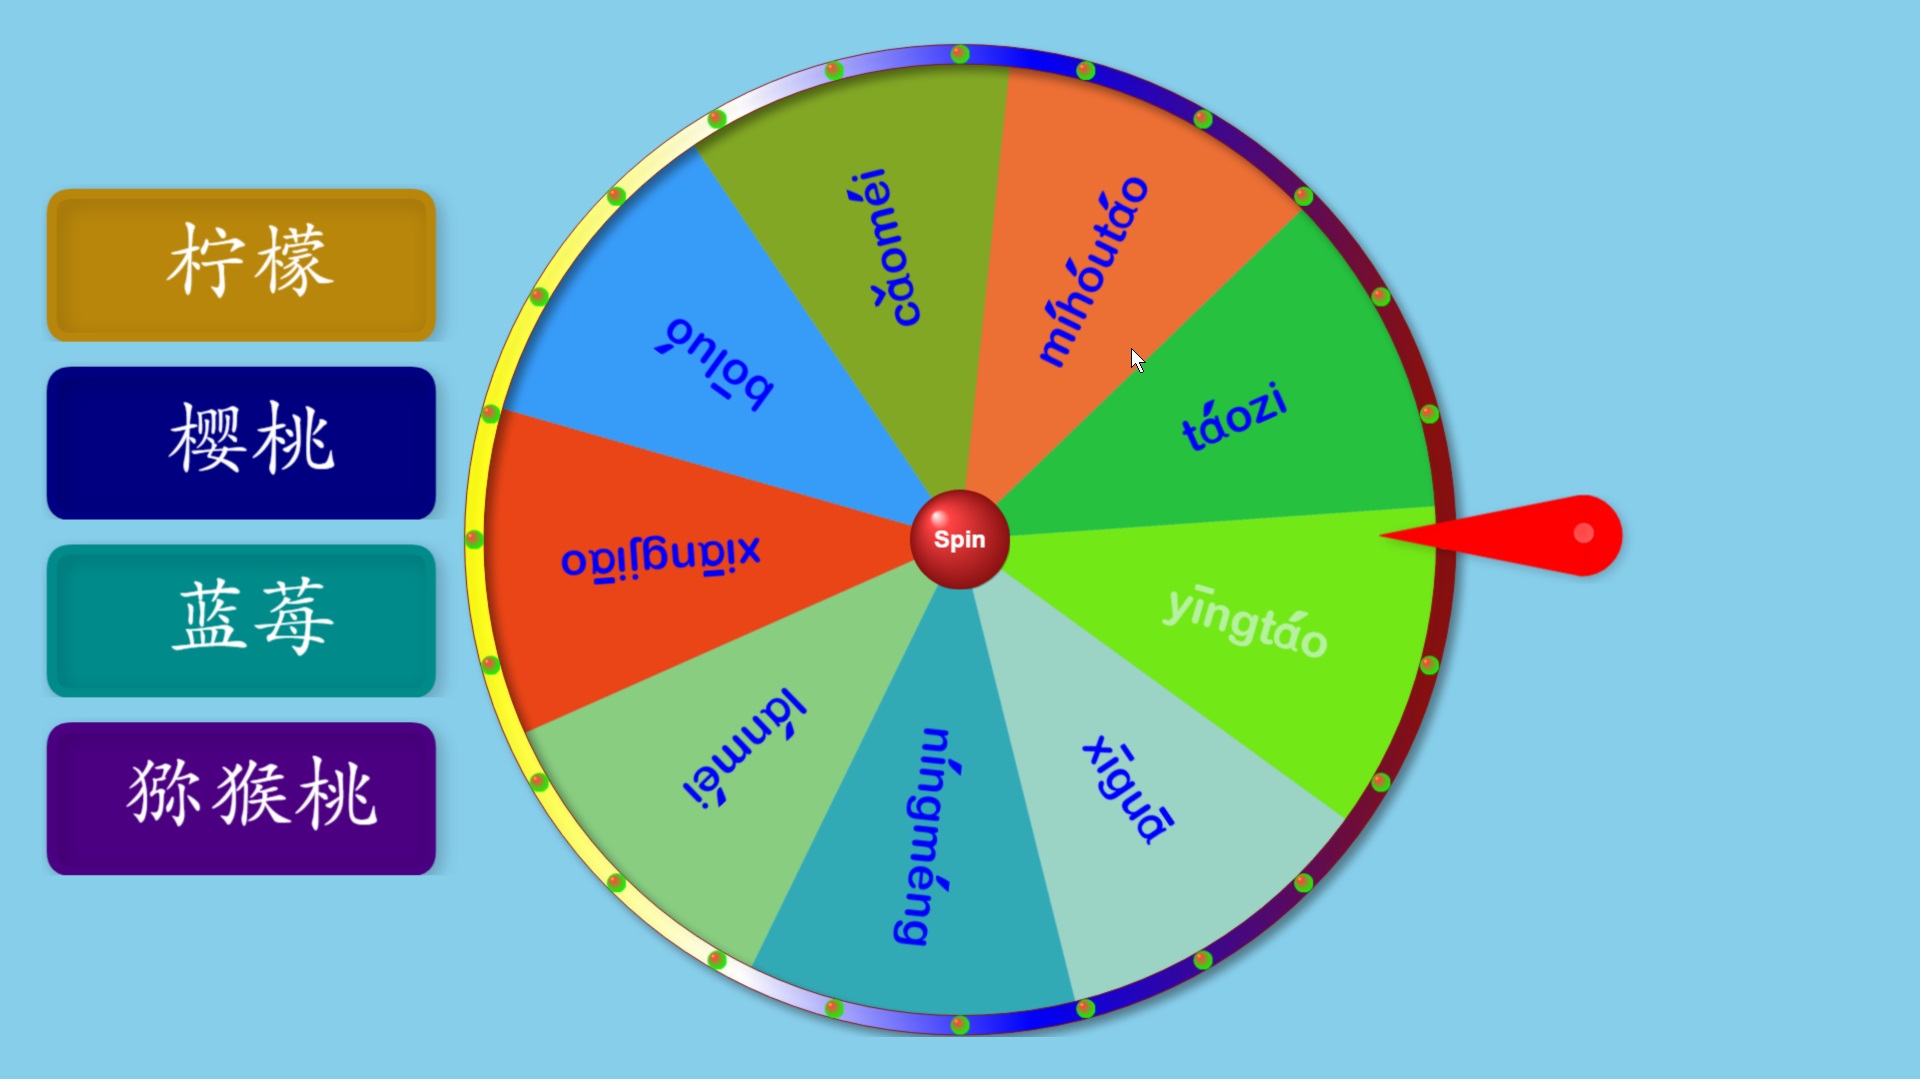 柠檬
樱桃
蓝莓
猕猴桃
cǎoméi
míhóutáo
táozi
yīngtáo
xīguā
níngméng
lánméi
xiāngjiāo
bōluó
Spin